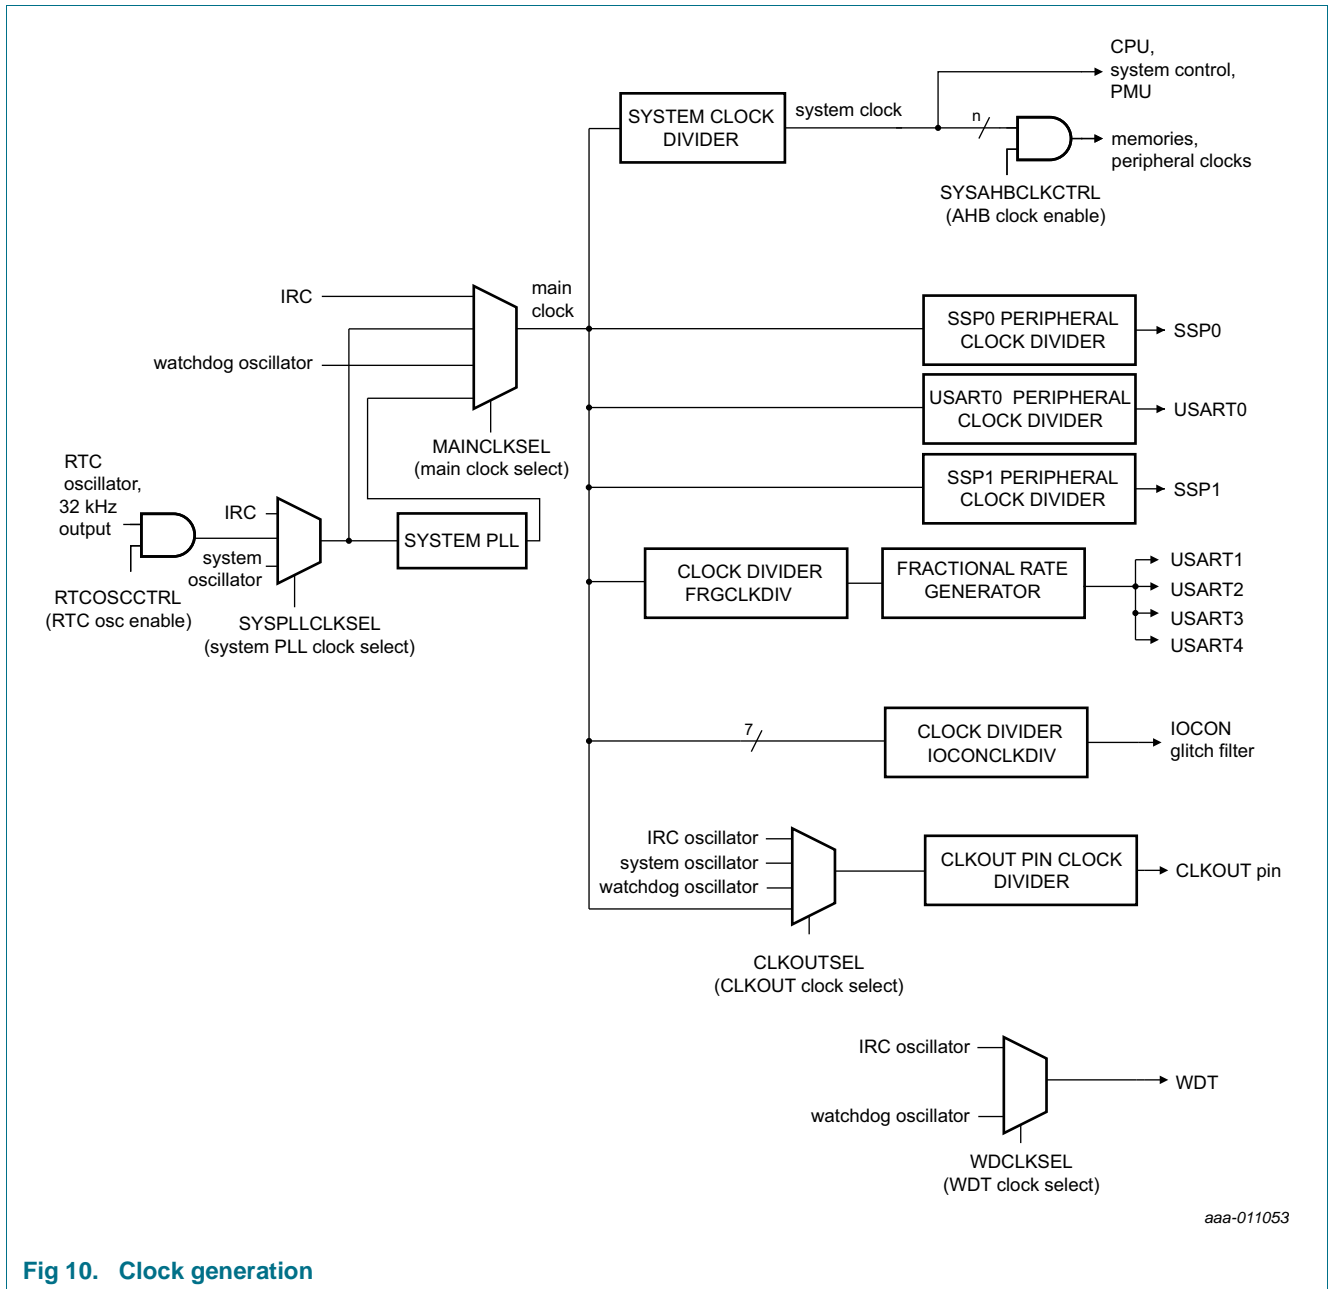 CPU,
system control,
PMU
SYSTEM CLOCK
DIVIDER
system clock
n
memories,
peripheral clocks
SYSAHBCLKCTRL
(AHB clock enable)
IRC
main
clock
watchdog oscillator
MAINCLKSEL
(main clock select)
SSP0 PERIPHERAL
CLOCK DIVIDER
SSP0
USART0 PERIPHERAL
CLOCK DIVIDER
USART0
SSP1 PERIPHERAL
CLOCK DIVIDER
SSP1
RTC
oscillator,
32 kHz
output
IRC
system
oscillator
SYSTEM PLL
RTCOSCCTRL
(RTC osc enable)
SYSPLLCLKSEL
(system PLL clock select)
CLOCK DIVIDER
FRGCLKDIV
FRACTIONAL RATE
GENERATOR
USART1
USART2
USART3
USART4
7
CLOCK DIVIDER
IOCONCLKDIV
IOCON
glitch filter
IRC oscillator
system oscillator
watchdog oscillator
CLKOUT PIN CLOCK
DIVIDER
CLKOUT pin
CLKOUTSEL
(CLKOUT clock select)
IRC oscillator
watchdog oscillator
WDT
WDCLKSEL
(WDT clock select)
aaa-011053
Fig 10. Clock generation